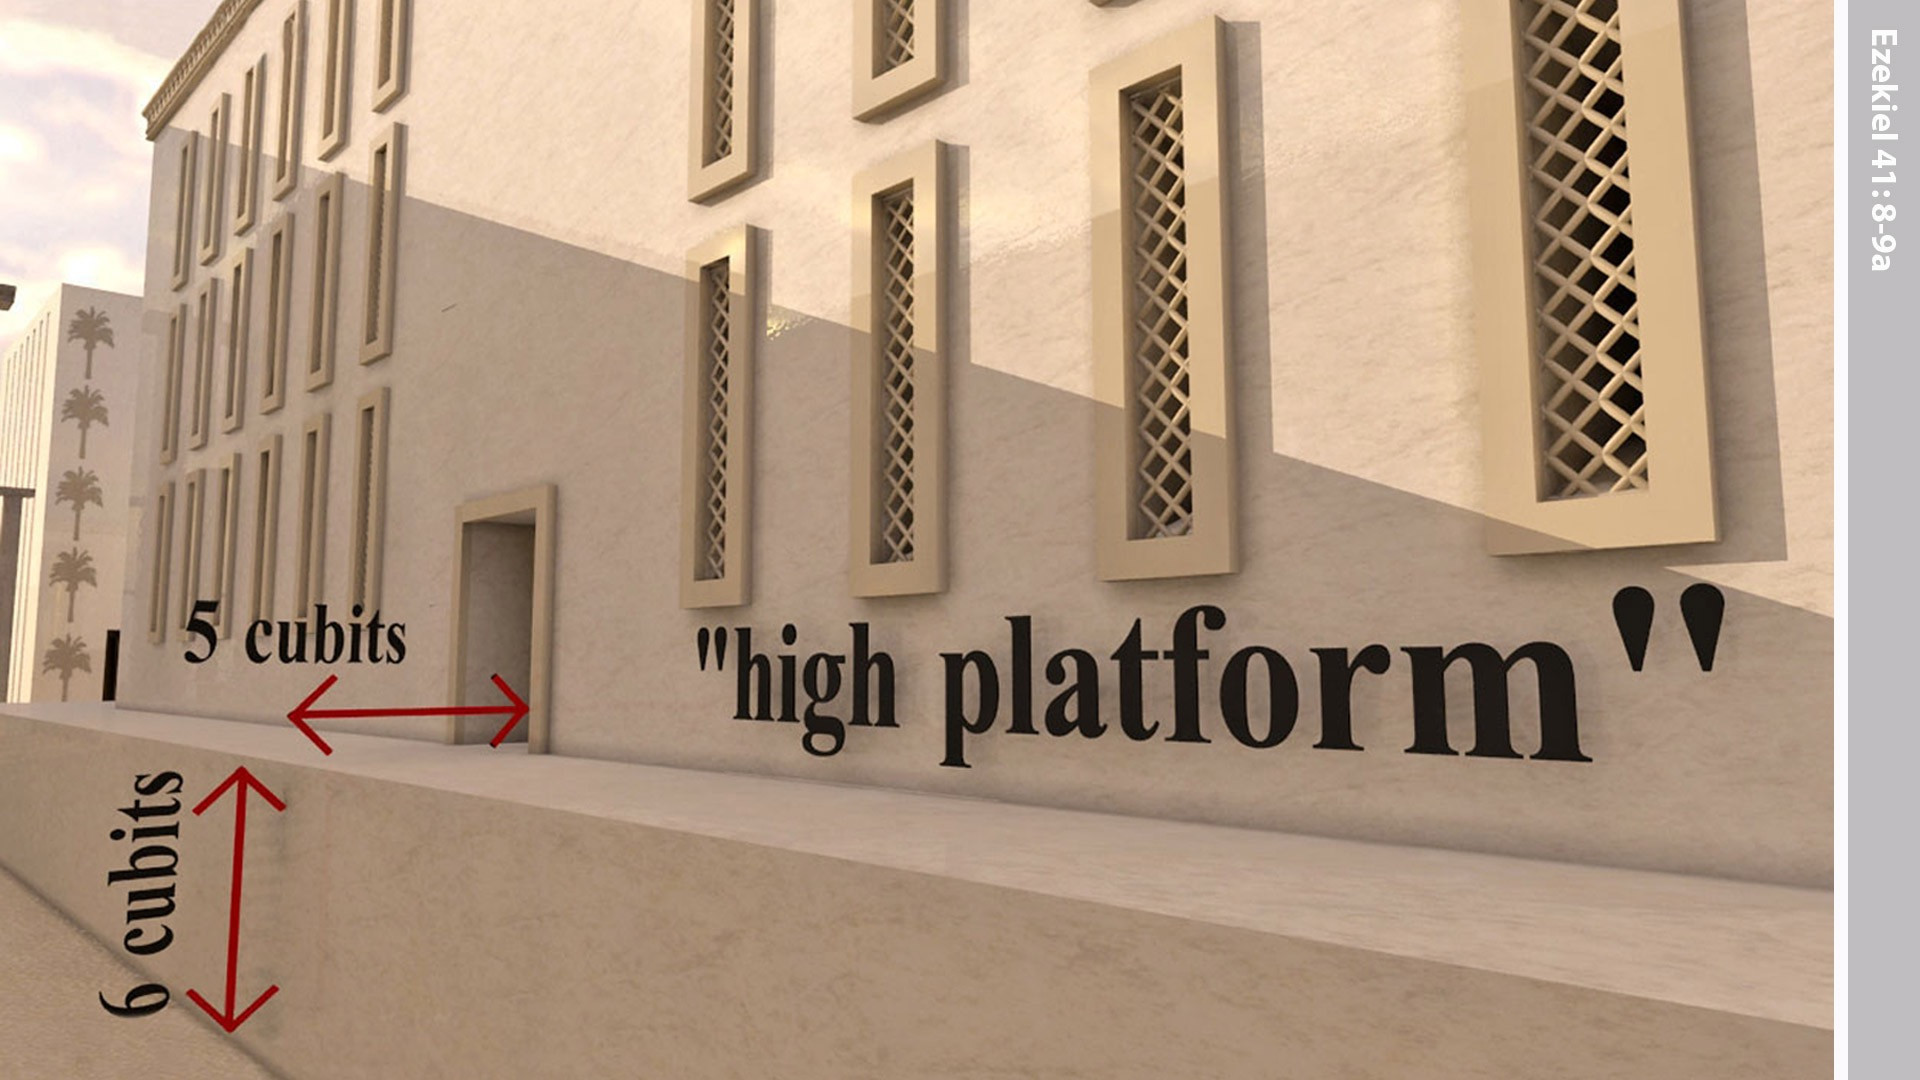 5 cubits
"high platform"
6 cubits
Ezekiel 41:8-9a